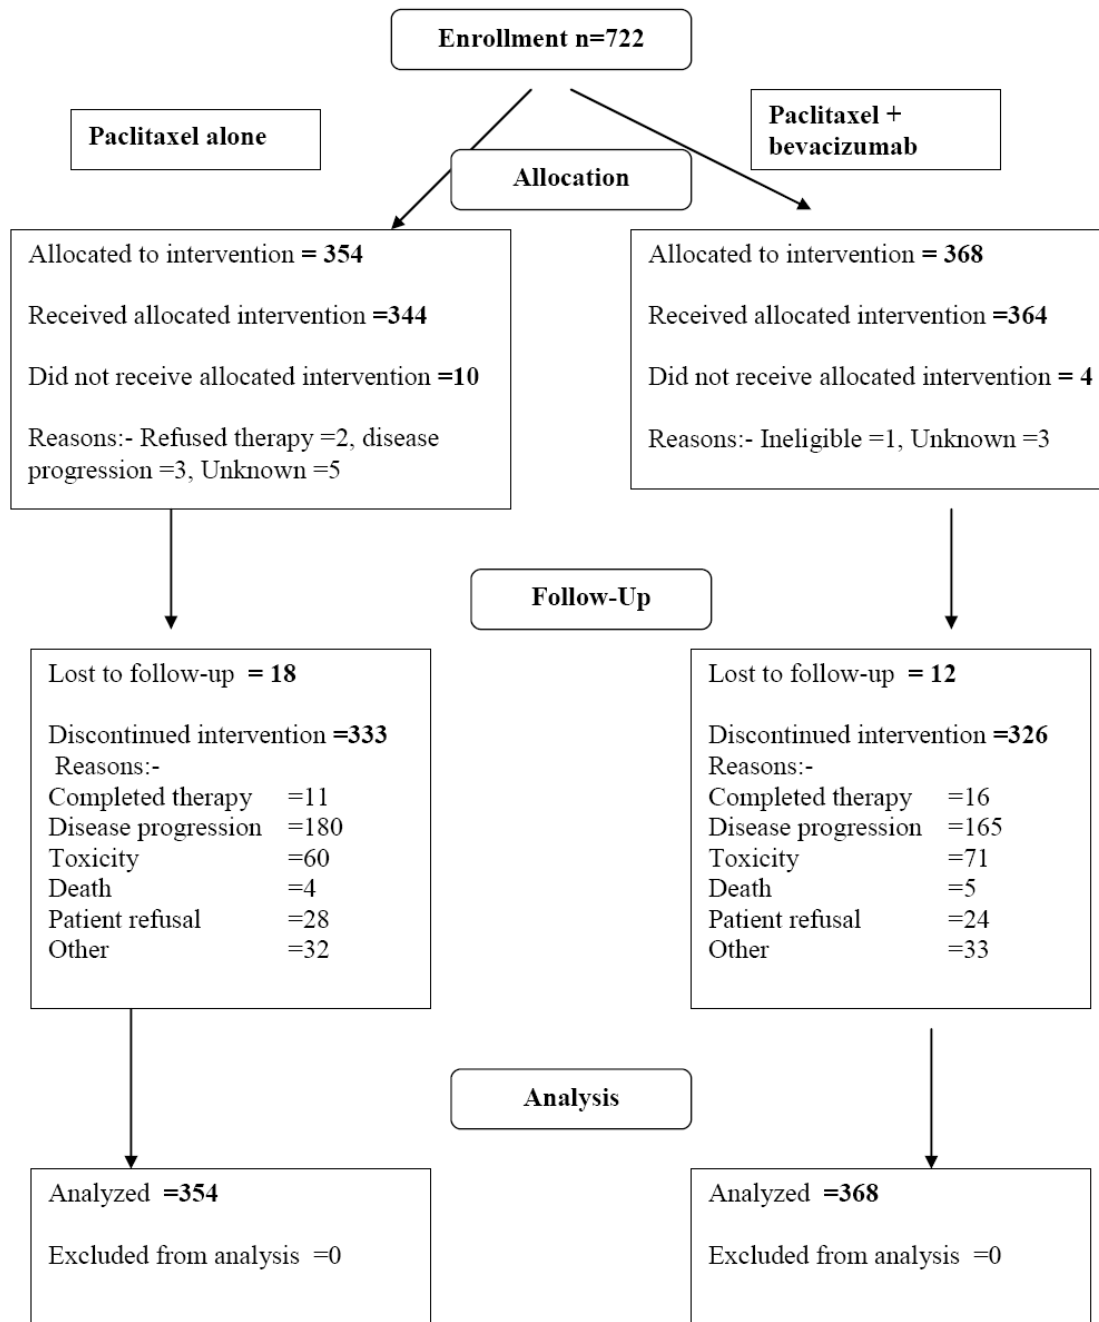 Enrollment n=722
Paclitaxel alone
Paclitaxel +
bevacizumab
Allocation
Allocated to intervention = 354
Received allocated intervention =344
Did not receive allocated intervention =10
Reasons:- Refused therapy =2, disease
progression =3, Unknown =5
Allocated to intervention = 368
Received allocated intervention =364
Did not receive allocated intervention = 4
Reasons:- Ineligible =1, Unknown =3
Follow-Up
Lost to follow-up = 18
Discontinued intervention =333
Reasons:-
Completed therapy =11
Disease progression =180
Toxicity =60
Death =4
Patient refusal =28
Other =32
Lost to follow-up = 12
Discontinued intervention =326
Reasons:-
Completed therapy =16
Disease progression =165
Toxicity =71
Death =5
Patient refusal =24
Other =33
Analysis
Analyzed =354
Excluded from analysis =0
Analyzed =368
Excluded from analysis =0